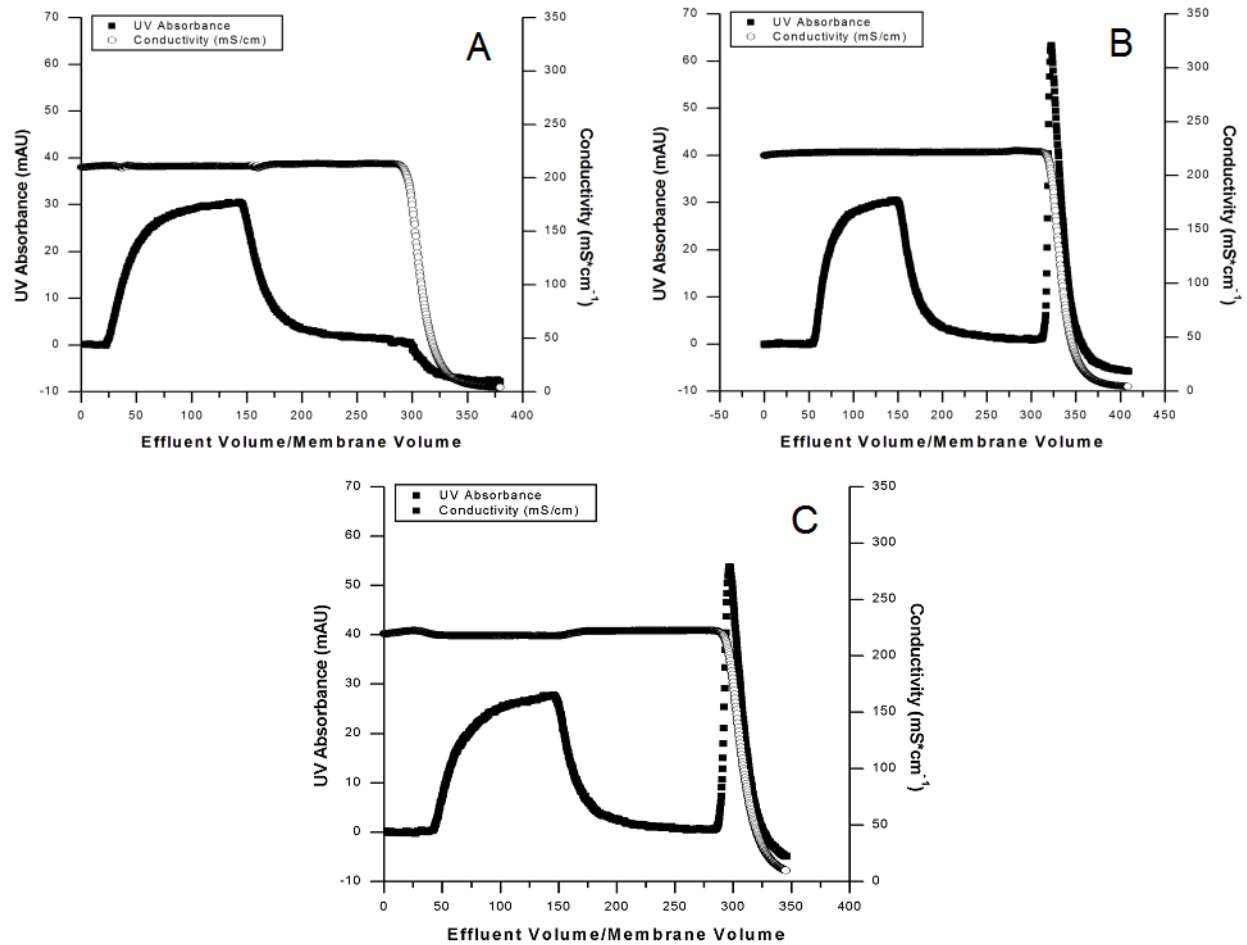 UV Absorbance
Conductivity (mS/cm)
A
70
60
50
40
30
20
10
0
-10
350
300
250
200
150
100
50
0
UV Absorbance (mAU)
Conductivity (mS*cm-1)
0 50 100 150 200 250 300 350 400
Effluent Volume/Membrane Volume
UV Absorbance
Conductivity (mS/cm)
B
70
60
50
40
30
20
10
0
-10
350
300
250
200
150
100
50
0
UV Absorbance (mAU)
Conductivity (mS*cm-1)
-50 0 50 100 150 200 250 300 350 400 450
Effluent Volume/Membrane Volume
UV Absorbance
Conductivity (mS/cm)
C
70
60
50
40
30
20
10
0
-10
350
300
250
200
150
100
50
0
UV Absorbance (mAU)
Conductivity (mS*cm-1)
0 50 100 150 200 250 300 350 400
Effluent Volume/Membrane Volume